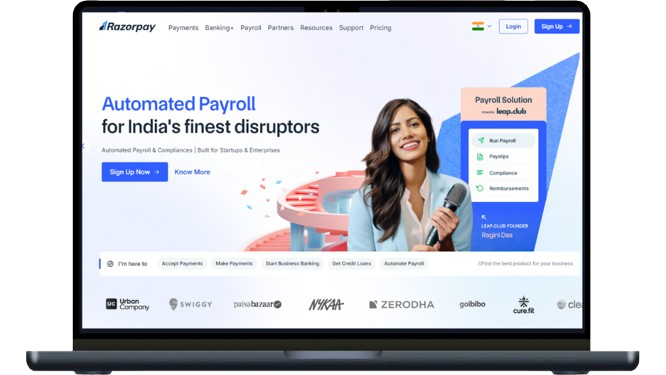 Razorpay
Payments Banking+ Payroll Partners Resources Support Pricing
Login
Sign Up →
Automated Payroll
for India's finest disruptors
Automated Payroll & Compliances | Built for Startups & Enterprises
Sign Up Now →
Know More
Payroll Solution
leap.club
Run Payroll
Payslips
Compliance
Reimbursements
LEAP.CLUB FOUNDER
Ragini Das
I'm here to
Accept Payments
Make Payments
Start Business Banking
Get Credit Loans
Automate Payroll
//Find the best product for your business
UC Urban
Company
SWIGGY
paisabazaar
NYKAA
ZERODHA
goibibo
cure.fit
clea